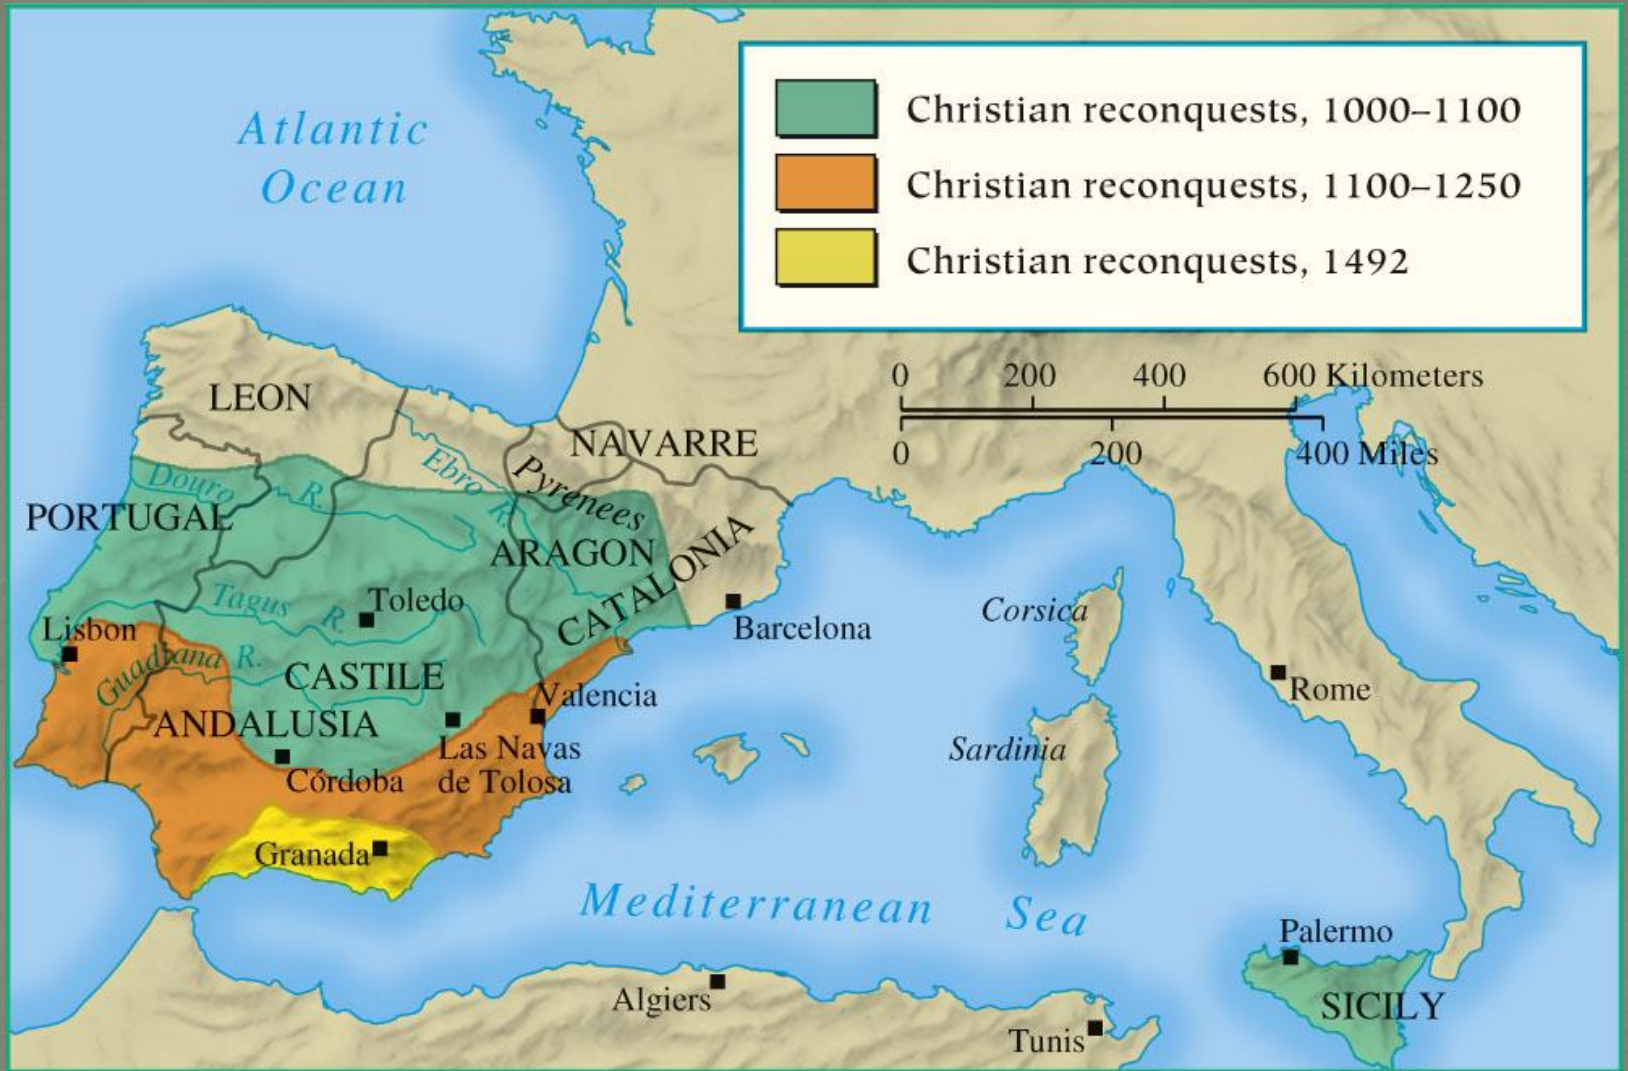 Atlantic
Ocean
Christian reconquests, 1000–1100
Christian reconquests, 1100–1250
Christian reconquests, 1492
0 200 400 600 Kilometers
0 200 400 Miles
LEON
NAVARRE
Ebro R.
Pyrenees
Douro R.
PORTUGAL
ARAGON
CATALONIA
Tagus R.
Toledo
Lisbon
Barcelona
Corsica
Guadiana R.
CASTILE
Valencia
Rome
ANDALUSIA
Las Navas
de Tolosa
Sardinia
Córdoba
Granada
Mediterranean Sea
Palermo
Algiers
SICILY
Tunis